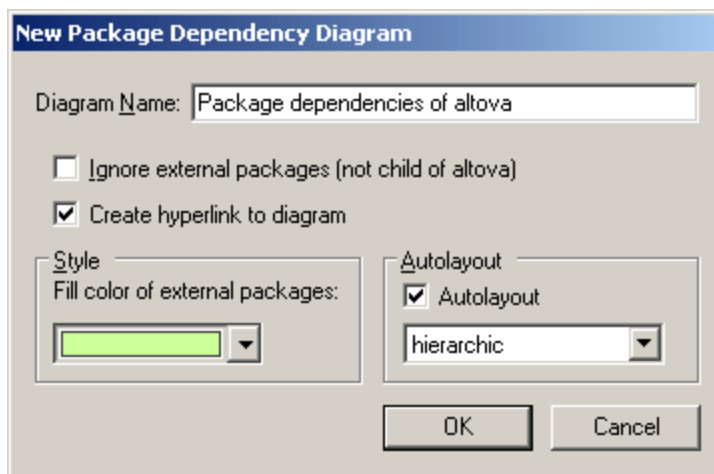 New Package Dependency Diagram
Diagram Name: Package dependencies of altova
Ignore external packages (not child of altova)
Create hyperlink to diagram
Style
Fill color of external packages:
Autolayout
Autolayout
hierarchic
OK
Cancel